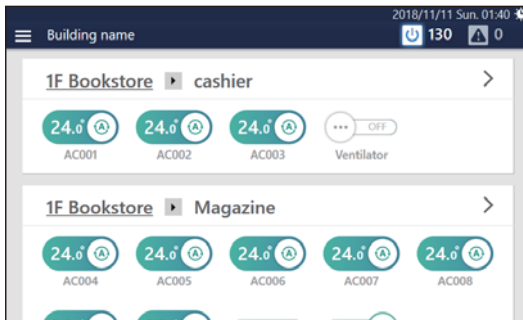 2018/11/11 Sun. 01:40
Building name 130 0
1F Bookstore cashier
24.0° A 24.0° A 24.0° A OFF
AC001 AC002 AC003 Ventilator
1F Bookstore Magazine
24.0° A 24.0° A 24.0° A 24.0° A 24.0° A
AC004 AC005 AC006 AC007 AC008